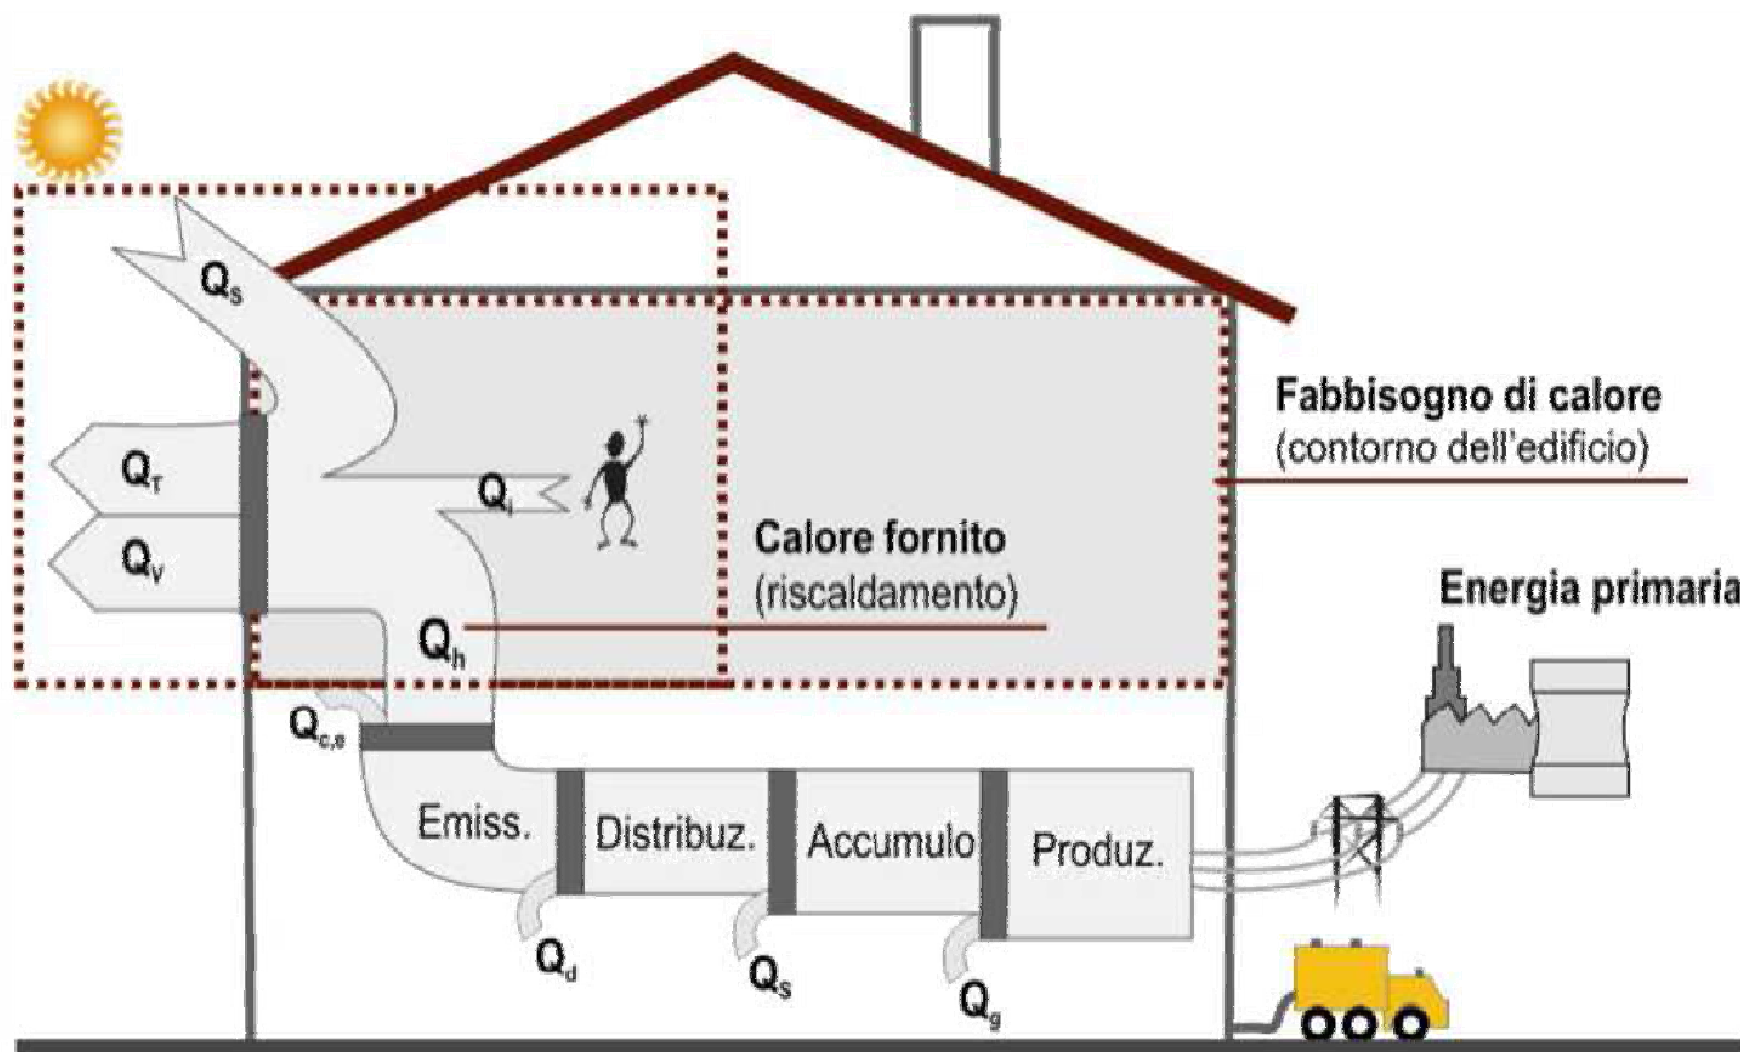 Qs
Fabbisogno di calore
(contorno dell'edificio)
QT
Qi
Calore fornito
(riscaldamento)
QV
Energia primaria
Qh
Qc,e
Emiss.
Distribuz.
Accumulo
Produz.
Qd
Qs
Qg